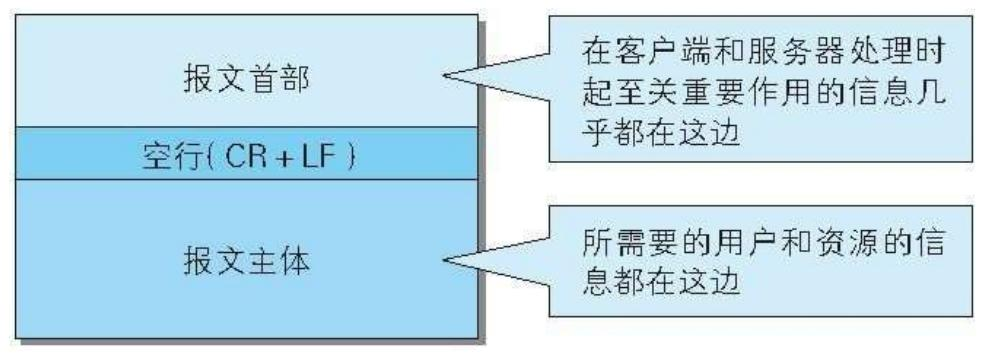 报文首部
在客户端和服务器处理时
起至关重要作用的信息几
乎都在这边
空行( CR + LF )
报文主体
所需要的用户和资源的信
息都在这边